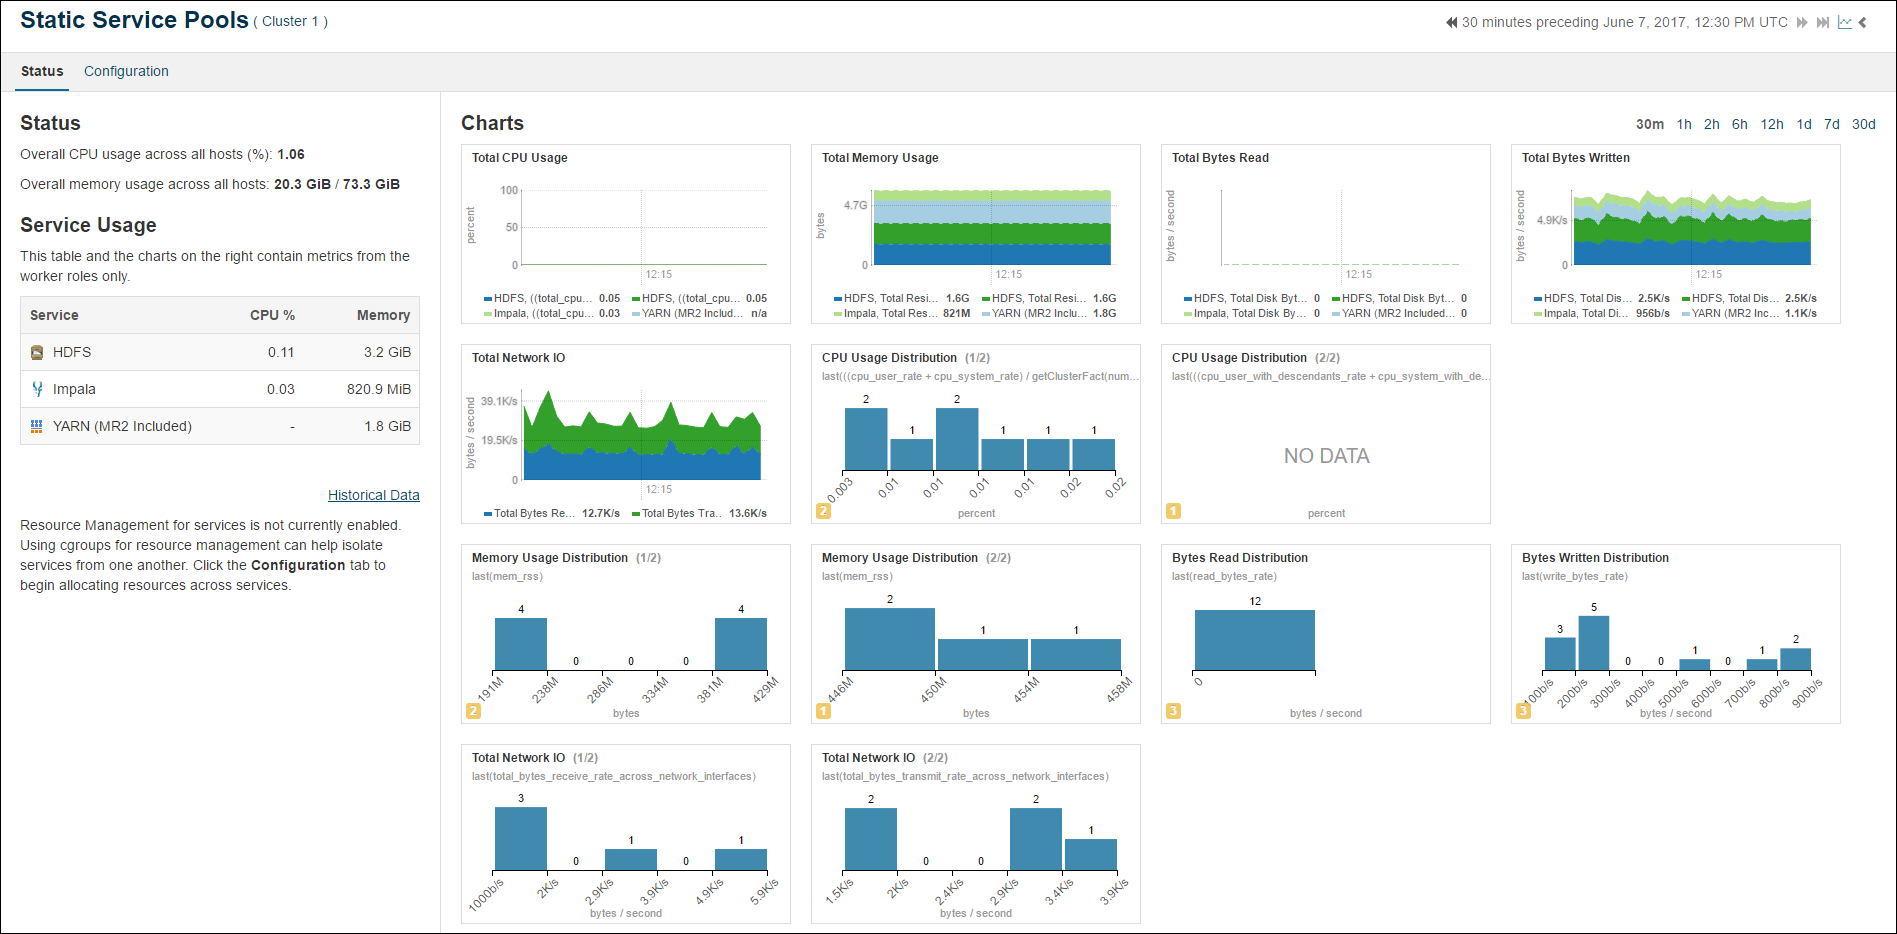 Static Service Pools ( Cluster 1 )
30 minutes preceding June 7, 2017, 12:30 PM UTC
Status Configuration
Status
Overall CPU usage across all hosts (%): 1.06
Overall memory usage across all hosts: 20.3 GiB / 73.3 GiB
Service Usage
This table and the charts on the right contain metrics from the
worker roles only.
Service CPU % Memory
HDFS 0.11 3.2 GiB
Impala 0.03 820.9 MiB
YARN (MR2 Included) - 1.8 GiB
Historical Data
Resource Management for services is not currently enabled.
Using cgroups for resource management can help isolate
services from one another. Click the Configuration tab to
begin allocating resources across services.
Charts
30m 1h 2h 6h 12h 1d 7d 30d
Total CPU Usage
percent
100
50
0
12:15
HDFS, ((total_cpu... 0.05 HDFS, ((total_cpu... 0.05
Impala, ((total_cpu... 0.03 YARN (MR2 Includ... n/a
Total Memory Usage
bytes
4.7G
0
12:15
HDFS, Total Resi... 1.6G HDFS, Total Resi... 1.6G
Impala, Total Res... 821M YARN (MR2 Inclu... 1.8G
Total Bytes Read
bytes / second
0
12:15
HDFS, Total Disk Byt... 0 HDFS, Total Disk Byt... 0
Impala, Total Disk By... 0 YARN (MR2 Included... 0
Total Bytes Written
bytes / second
4.9K/s
0
12:15
HDFS, Total Dis... 2.5K/s HDFS, Total Dis... 2.5K/s
Impala, Total Di... 956b/s YARN (MR2 Inclu... 1.1K/s
Total Network IO
bytes / second
39.1K/s
19.5K/s
0
12:15
Total Bytes Re... 12.7K/s Total Bytes Tra... 13.6K/s
CPU Usage Distribution (1/2)
last(((cpu_user_rate + cpu_system_rate) / getClusterFact(num...
2 1 2 1 1 1
0.003 0.01 0.01 0.01 0.01 0.02 0.02
2
percent
CPU Usage Distribution (2/2)
last(((cpu_user_with_descendants_rate + cpu_system_with_de...
NO DATA
1
percent
Memory Usage Distribution (1/2)
last(mem_rss)
4 0 0 0 4
191M 238M 286M 334M 381M 429M
2
bytes
Memory Usage Distribution (2/2)
last(mem_rss)
2 1 1
446M 450M 454M 458M
1
bytes
Bytes Read Distribution
last(read_bytes_rate)
12
0
3
bytes / second
Bytes Written Distribution
last(write_bytes_rate)
3 5 0 0 1 0 1 2
100b/s 200b/s 300b/s 400b/s 500b/s 600b/s 700b/s 800b/s 900b/s
3
bytes / second
Total Network IO (1/2)
last(total_bytes_receive_rate_across_network_interfaces)
3 0 1 0 1
1000b/s 2K/s 2.9K/s 3.9K/s 4.9K/s 5.9K/s
bytes / second
Total Network IO (2/2)
last(total_bytes_transmit_rate_across_network_interfaces)
2 0 0 2 1
1.5K/s 2K/s 2.4K/s 2.9K/s 3.4K/s 3.9K/s
bytes / second